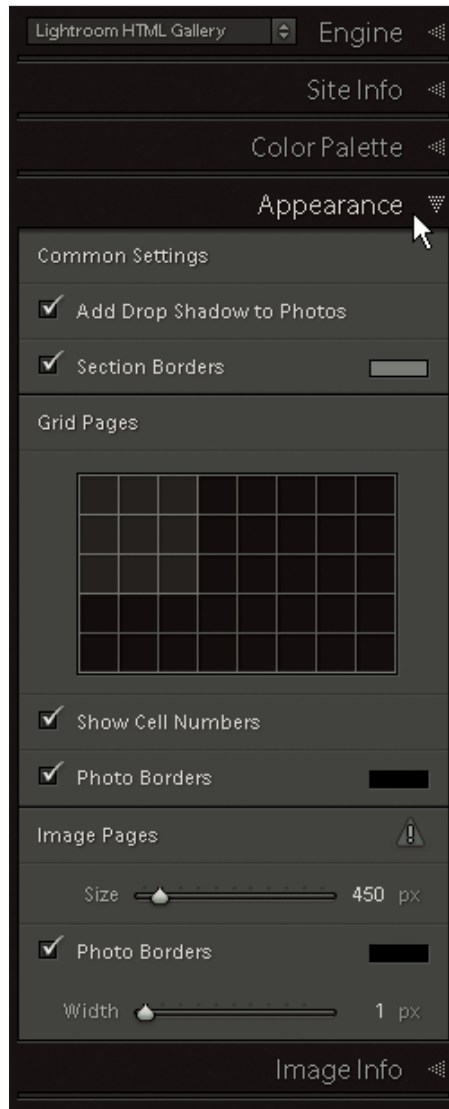 Lightroom HTML Gallery Engine
Site Info
Color Palette
Appearance
Common Settings
Add Drop Shadow to Photos
Section Borders
Grid Pages
Show Cell Numbers
Photo Borders
Image Pages
Size 450 px
Photo Borders
Width 1 px
Image Info